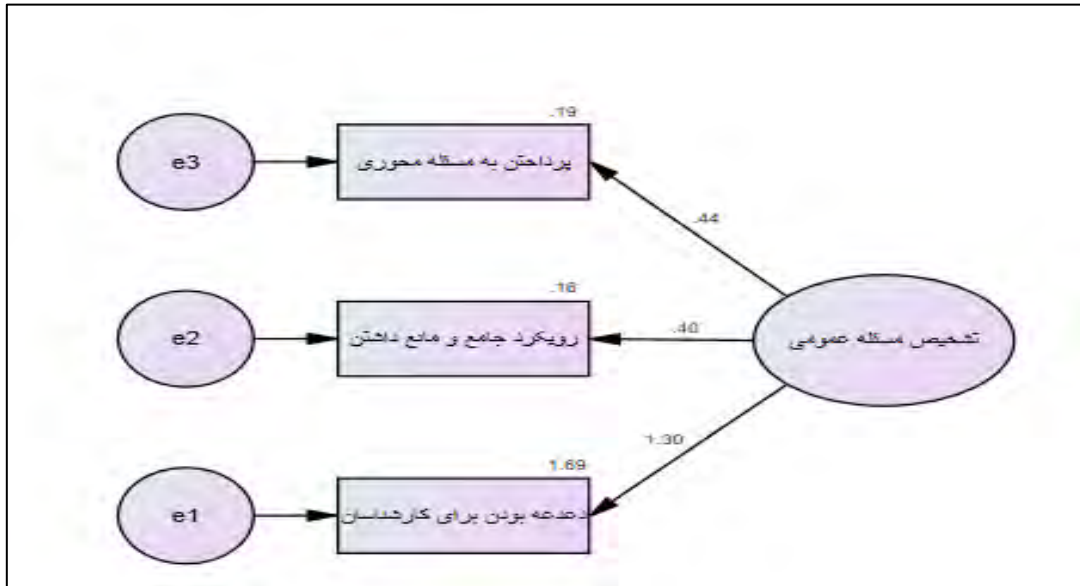 .19
e3
پرداختن به مسئله محوری
.44
.16
e2
رویکرد جامع و مانع داشتن
.40
تشخیص مسئله عمومی
1.30
1.69
e1
دغدغه بودن برای کارشناسان